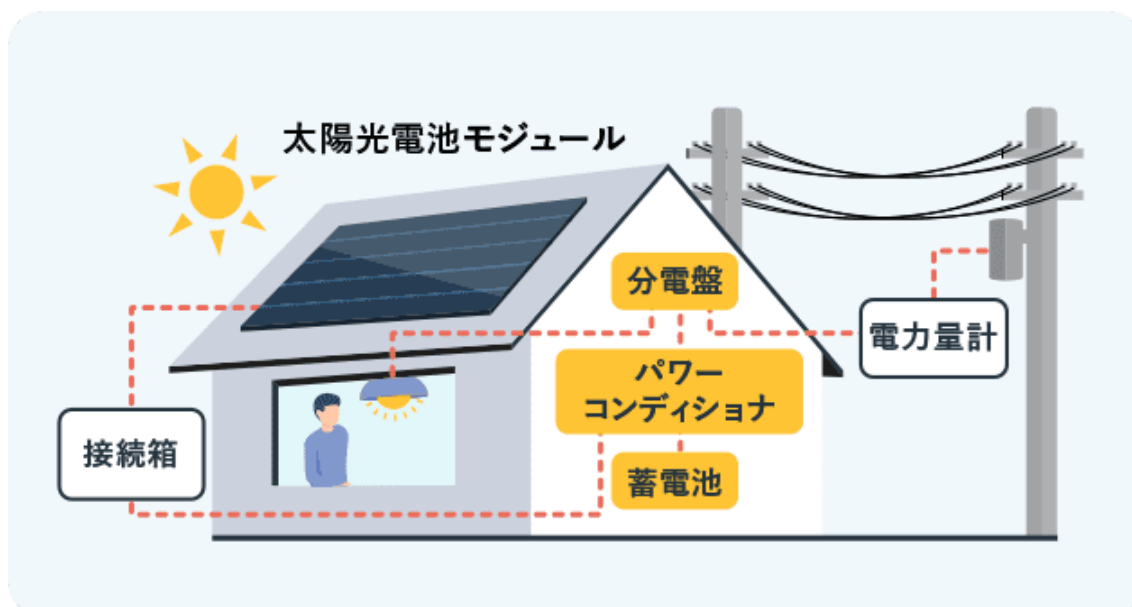 太陽光電池モジュール
分電盤
電力量計
パワー
コンディショナ
接続箱
蓄電池